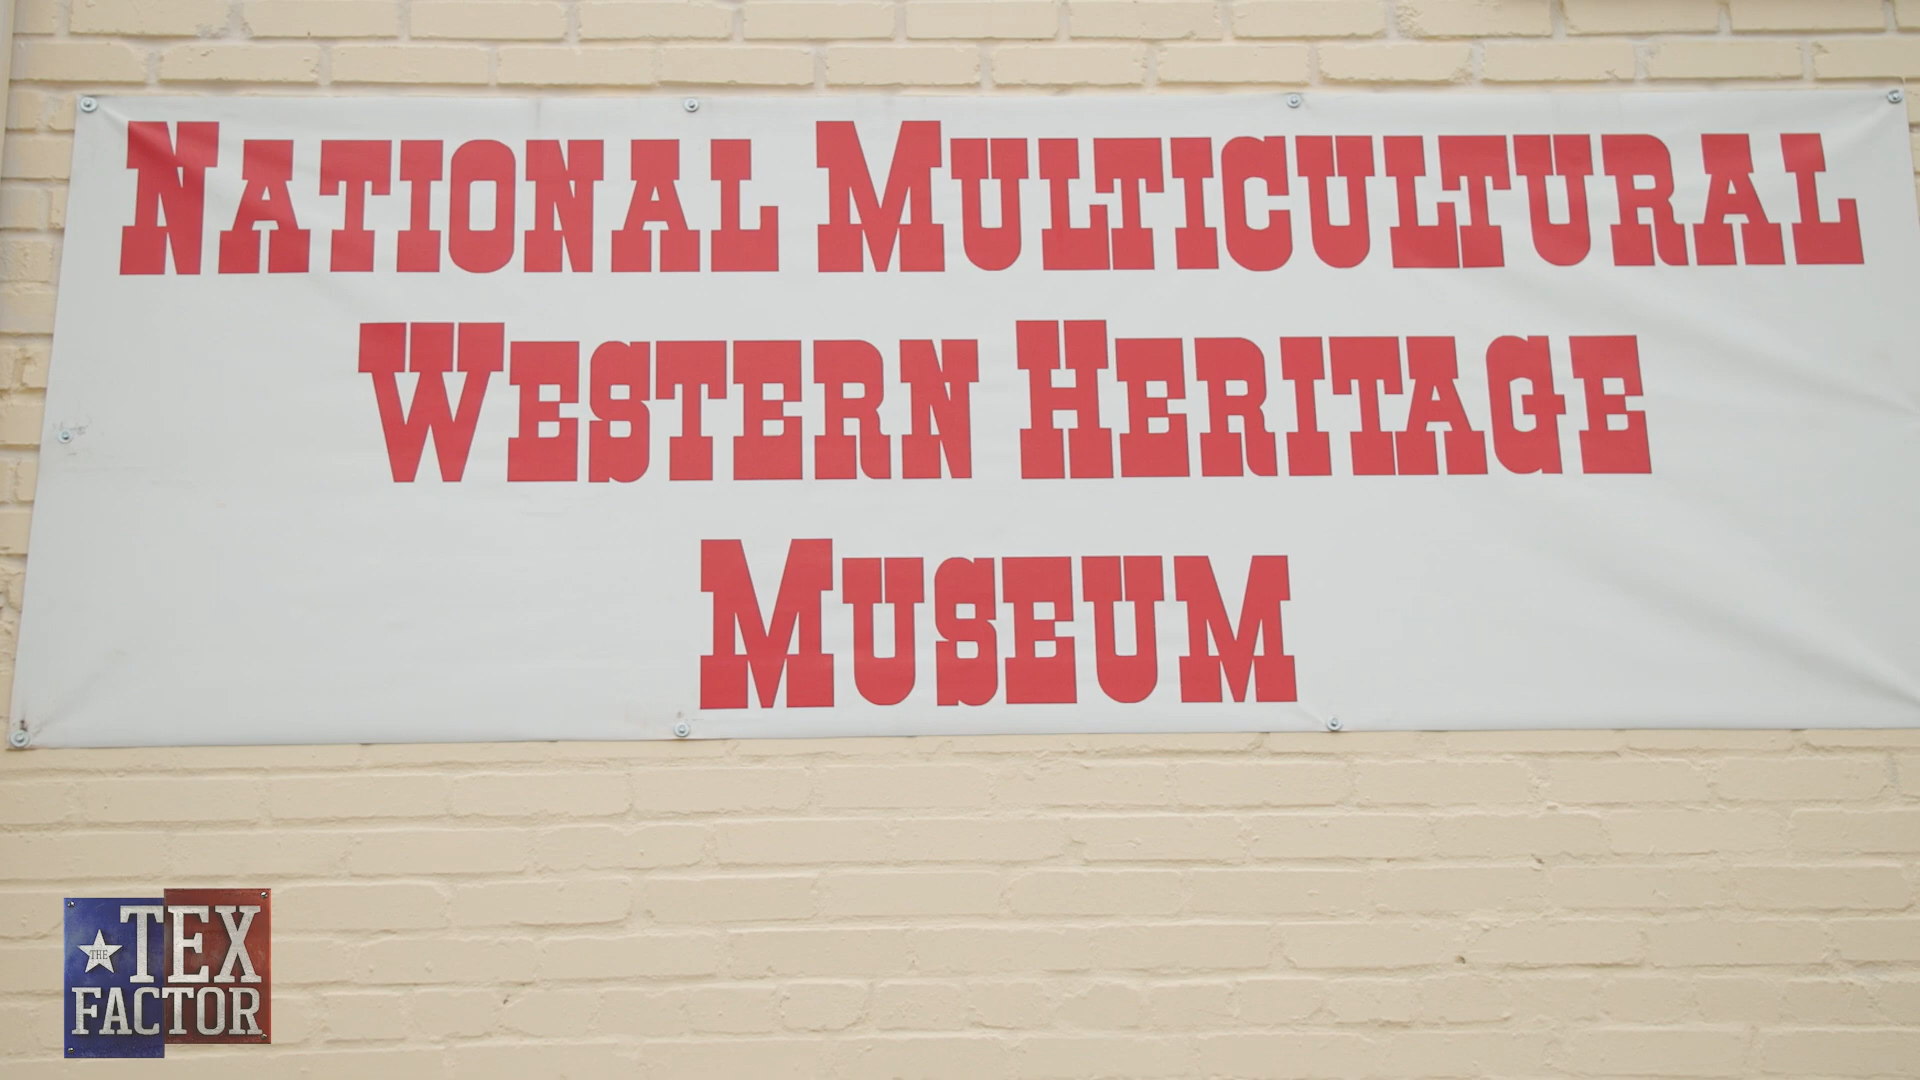 NATIONAL MULTICULTURAL
WESTERN HERITAGE
MUSEUM
THE TEX
FACTOR